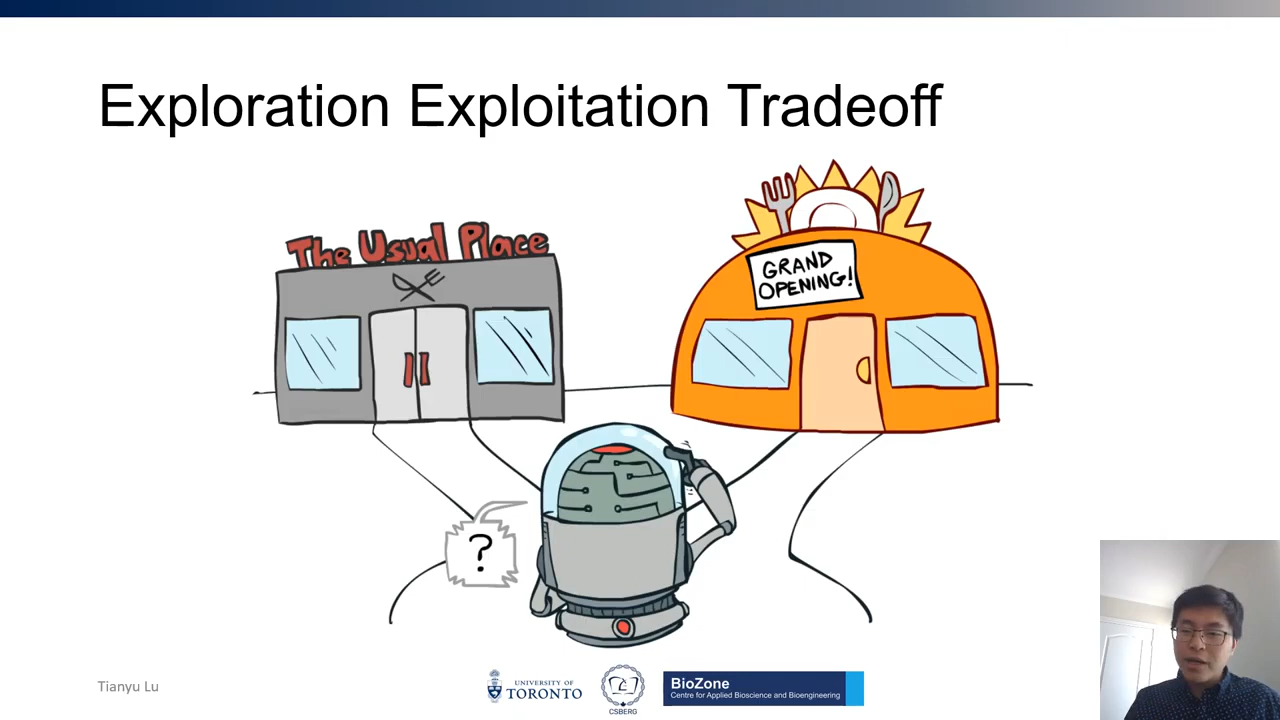 Exploration Exploitation Tradeoff
The Usual Place
GRAND
OPENING!
?
Tianyu Lu
UNIVERSITY OF
TORONTO
CSBERG
BioZone
Centre for Applied Bioscience and Bioengineering